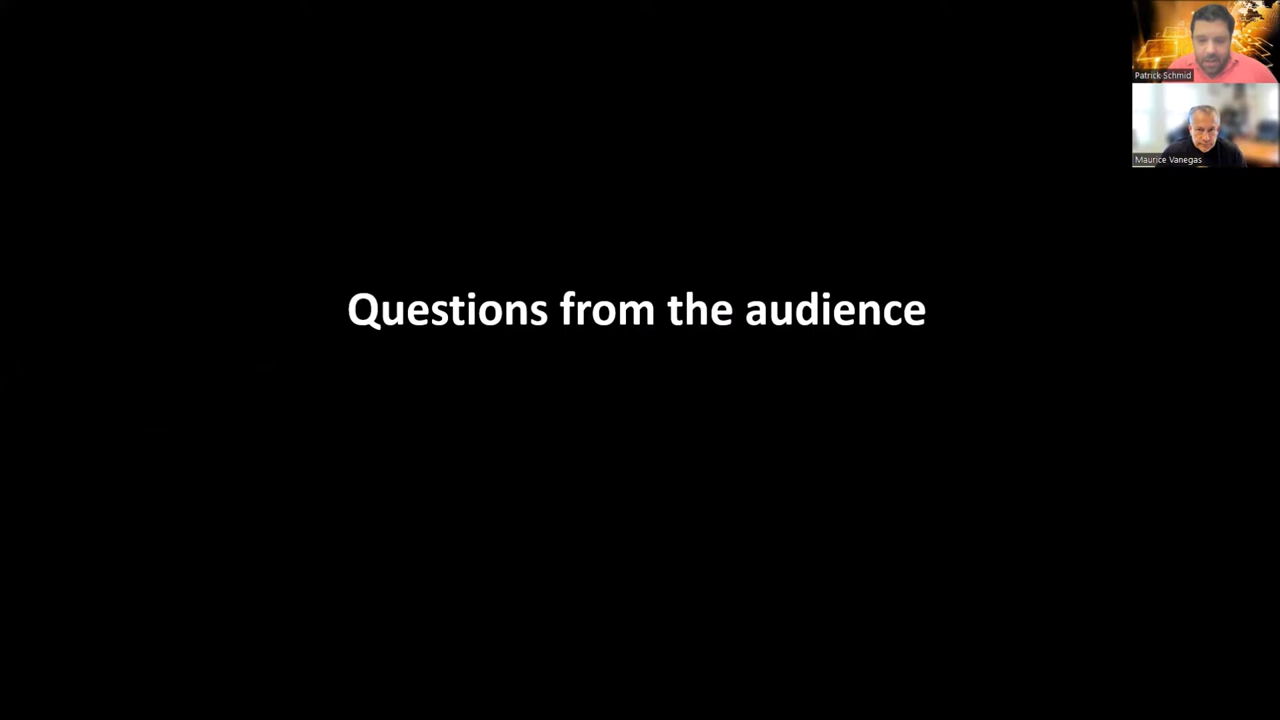 Patrick Schmid
Maurice Vanegas
Questions from the audience